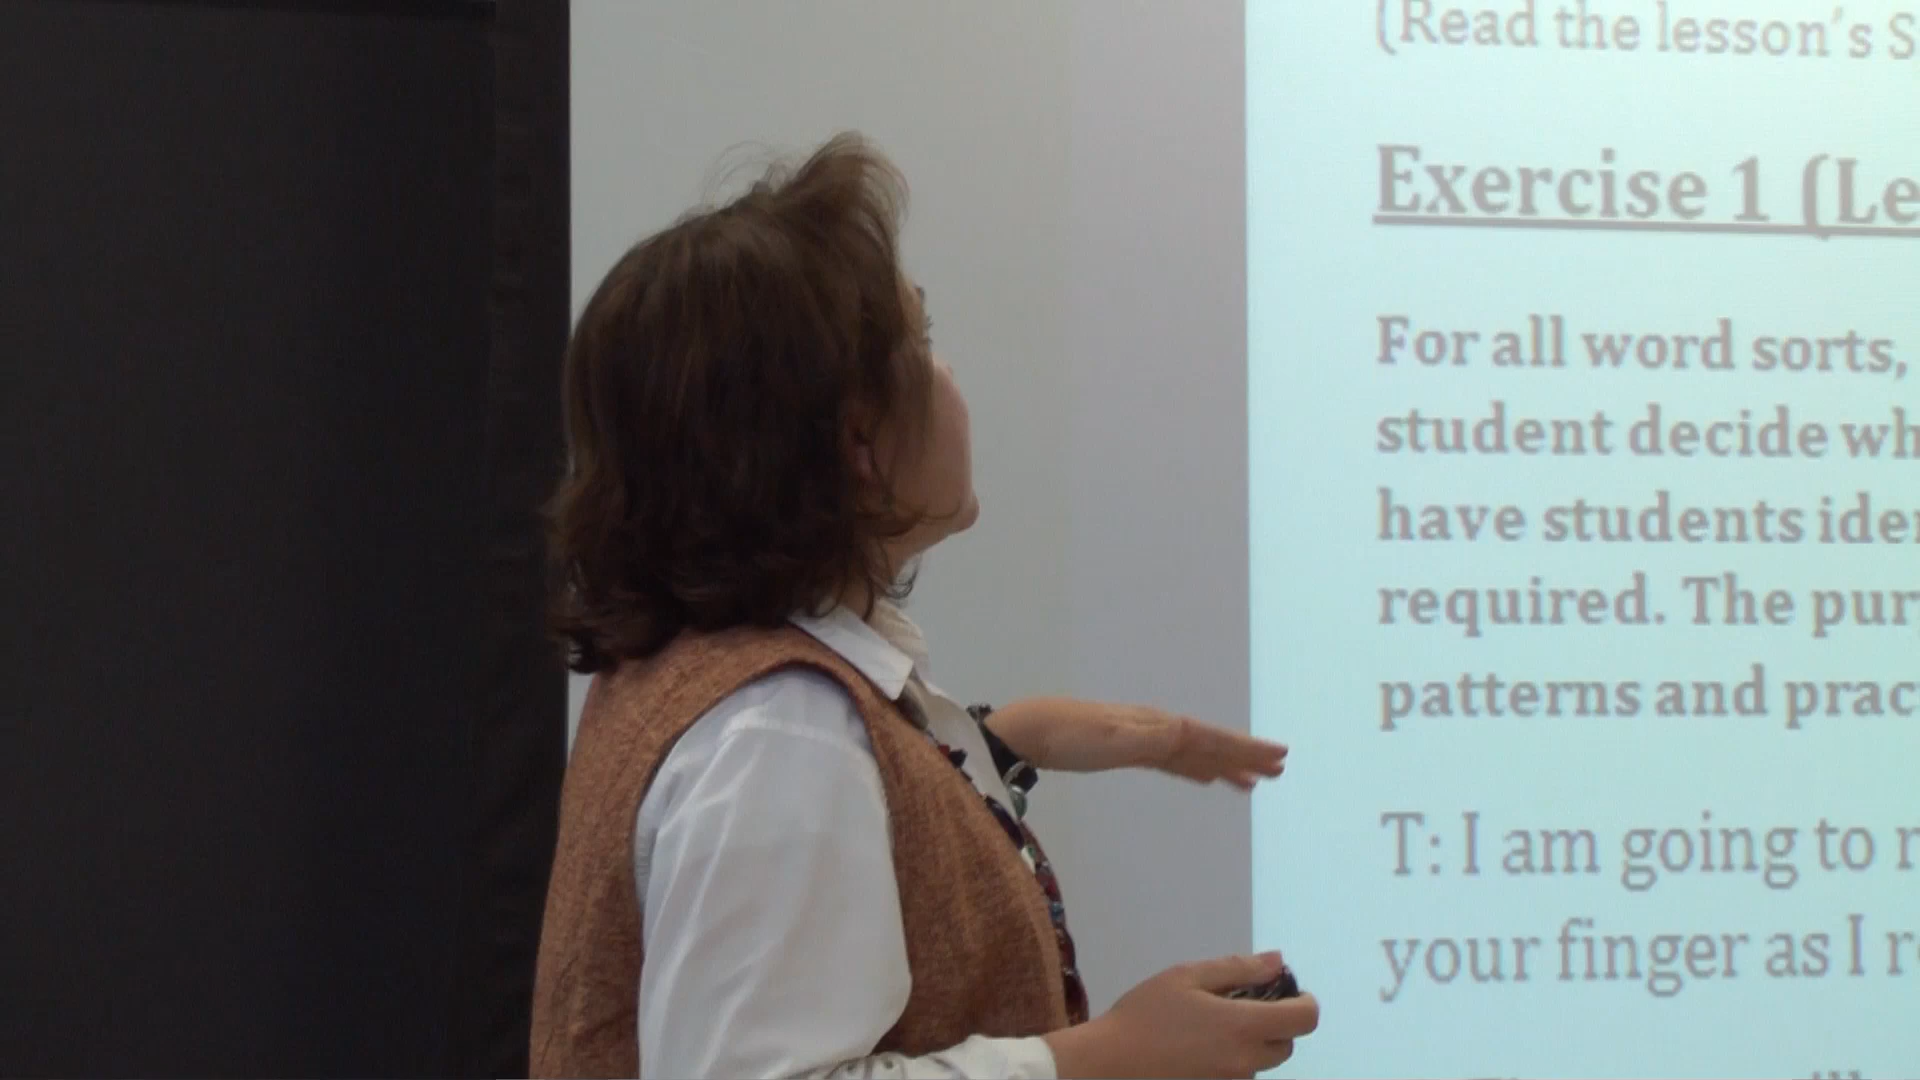 (Read the lesson's S
Exercise 1 (Le
For all word sorts,
student decide wh
have students ide
required. The pur
patterns and prac
T: I am going to r
your finger as I r